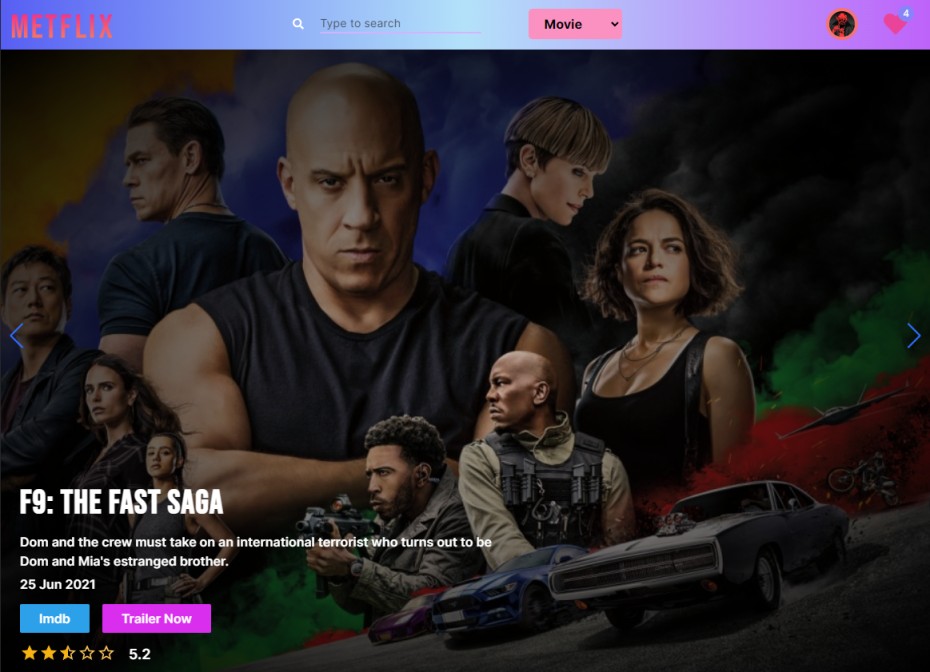 METFLIX
Type to search
Movie
4
F9: THE FAST SAGA
Dom and the crew must take on an international terrorist who turns out to be
Dom and Mia's estranged brother.
25 Jun 2021
Imdb
Trailer Now
5.2